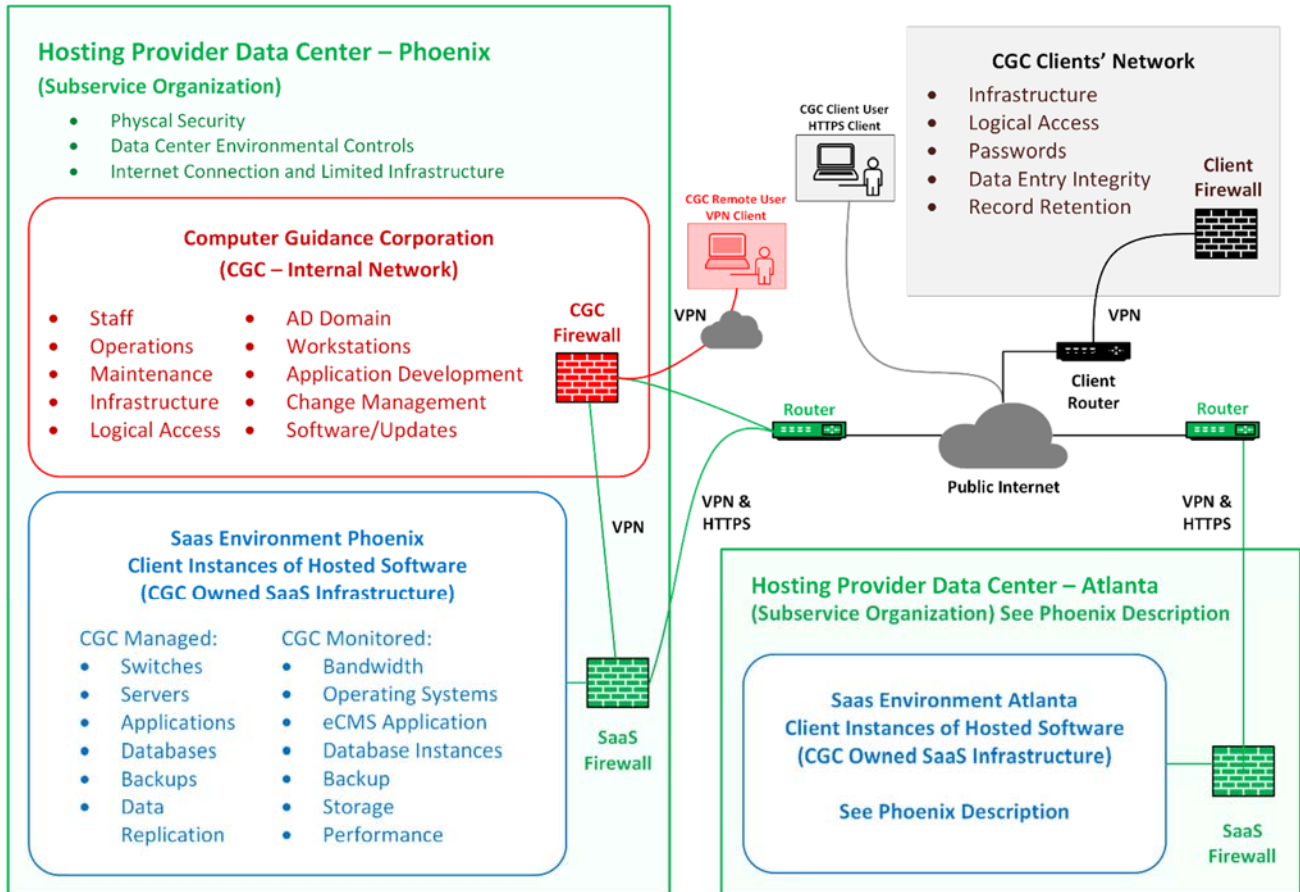 Hosting Provider Data Center – Phoenix
(Subservice Organization)
• Physcal Security
• Data Center Environmental Controls
• Internet Connection and Limited Infrastructure
Computer Guidance Corporation
(CGC – Internal Network)
• Staff
• Operations
• Maintenance
• Infrastructure
• Logical Access
• AD Domain
• Workstations
• Application Development
• Change Management
• Software/Updates
CGC
Firewall
VPN
Saas Environment Phoenix
Client Instances of Hosted Software
(CGC Owned SaaS Infrastructure)
CGC Managed:
• Switches
• Servers
• Applications
• Databases
• Backups
• Data
Replication
CGC Monitored:
• Bandwidth
• Operating Systems
• eCMS Application
• Database Instances
• Backup
• Storage
• Performance
SaaS
Firewall
CGC Remote User
VPN Client
VPN
CGC Client User
HTTPS Client
CGC Clients’ Network
• Infrastructure
• Logical Access
• Passwords
• Data Entry Integrity
• Record Retention
Client
Firewall
VPN
Client
Router
Router
Public Internet
Router
VPN &
HTTPS
VPN &
HTTPS
Hosting Provider Data Center – Atlanta
(Subservice Organization) See Phoenix Description
Saas Environment Atlanta
Client Instances of Hosted Software
(CGC Owned SaaS Infrastructure)
See Phoenix Description
SaaS
Firewall